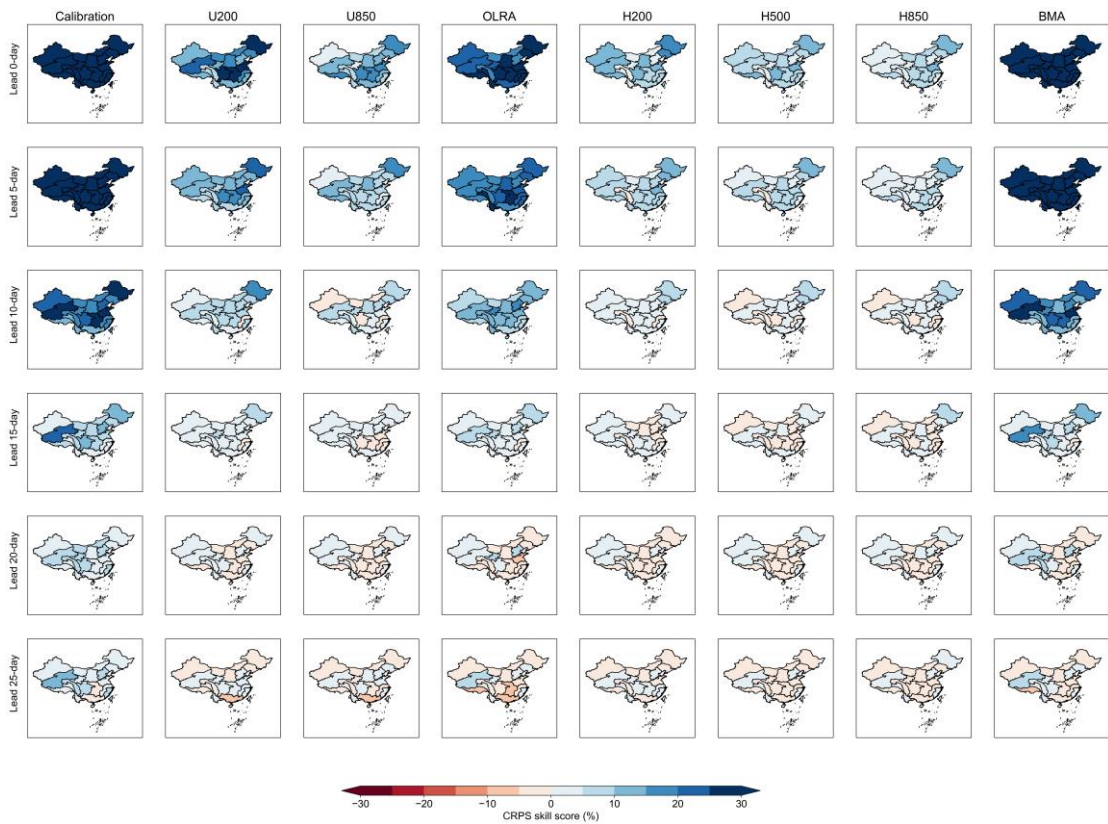 Calibration U200 U850 OLRA H200 H500 H850 BMA
Lead 0-day
Lead 5-day
Lead 10-day
Lead 15-day
Lead 20-day
Lead 25-day
−30 −20 −10 0 10 20 30
CRPS skill score (%)